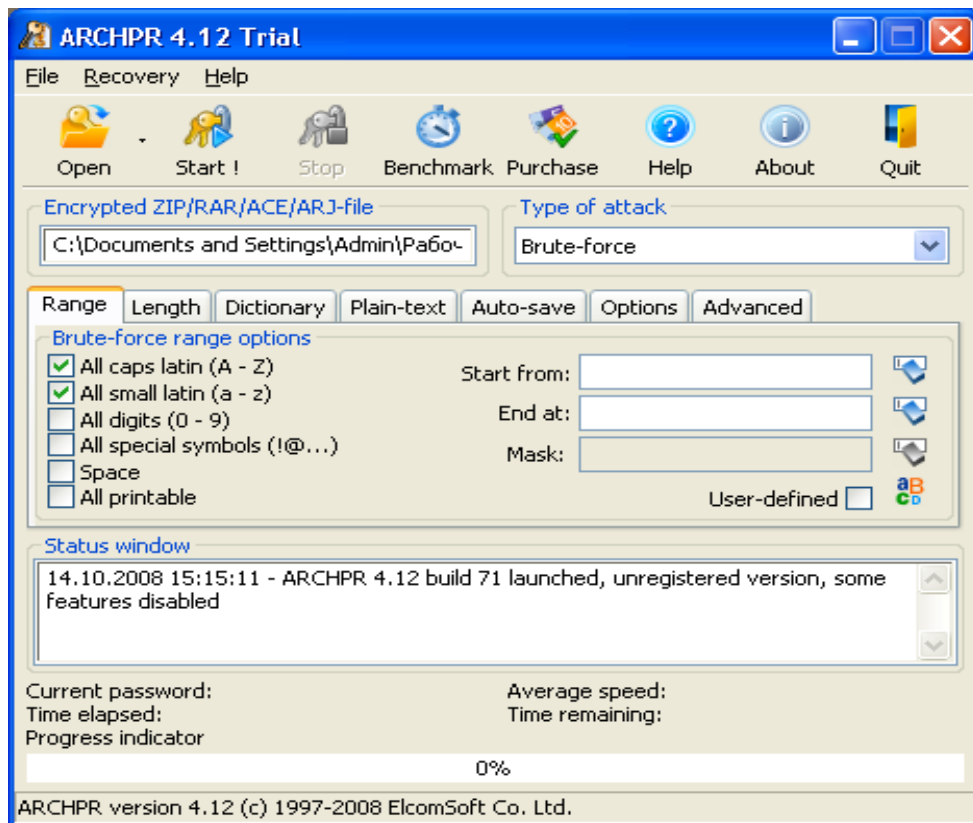 ARCHPR 4.12 Trial
File Recovery Help
Open Start ! Stop Benchmark Purchase Help About Quit
Encrypted ZIP/RAR/ACE/ARJ-file
C:\Documents and Settings\Admin\Рабоч
Type of attack
Brute-force
Range Length Dictionary Plain-text Auto-save Options Advanced
Brute-force range options
All caps latin (A - Z)
All small latin (a - z)
All digits (0 - 9)
All special symbols (!@...)
Space
All printable
Start from:
End at:
Mask:
User-defined
Status window
14.10.2008 15:15:11 - ARCHPR 4.12 build 71 launched, unregistered version, some
features disabled
Current password:
Average speed:
Time elapsed:
Time remaining:
Progress indicator
0%
ARCHPR version 4.12 (c) 1997-2008 ElcomSoft Co. Ltd.